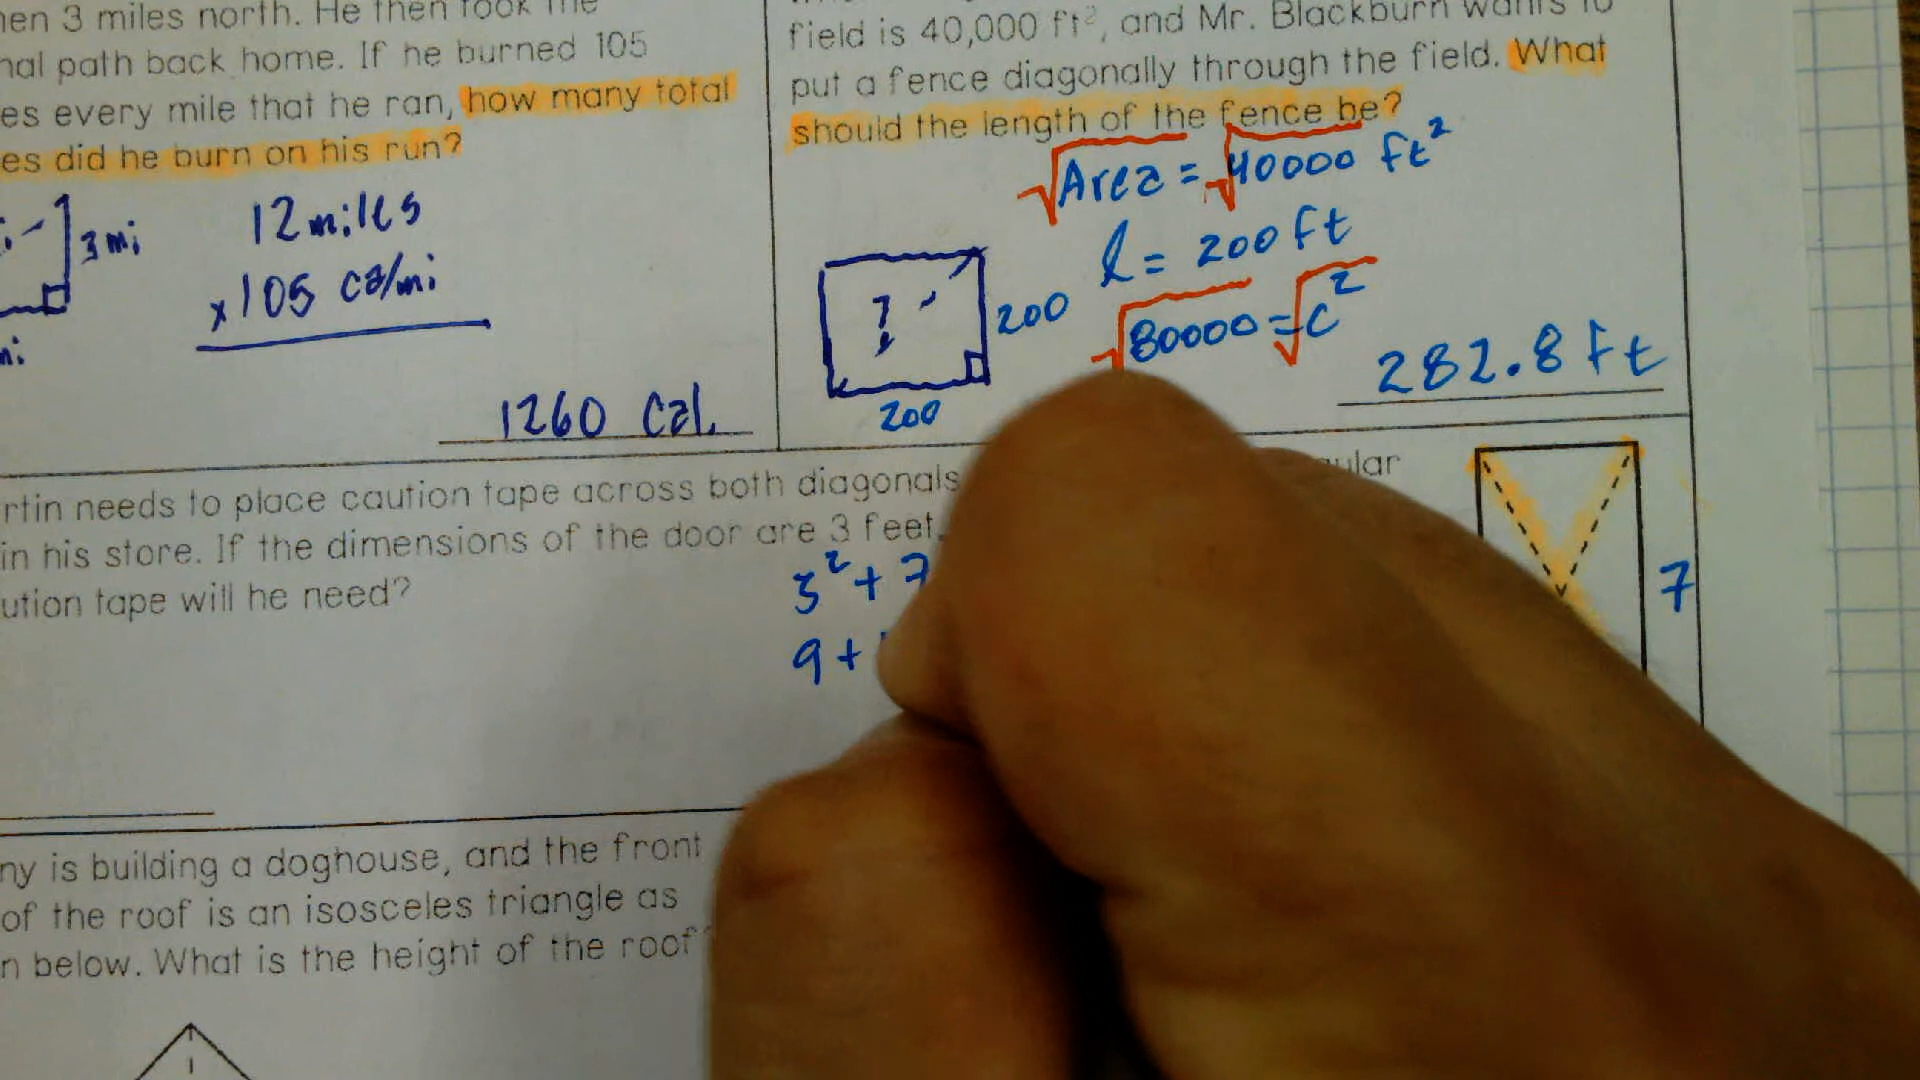 hen 3 miles north. He then took the
nal path back home. If he burned 105
es every mile that he ran, how many total
es did he burn on his run?
3 mi
12 miles
x105 cal/mi
1260 Cal.
field is 40,000 ft², and Mr. Blackburn wants to
put a fence diagonally through the field. What
should the length of the fence be?
√Area = √40000 ft²
l = 200 ft
?
200
200
√80000 = √c²
282.8 ft
rtin needs to place caution tape across both diagonals
ular
in his store. If the dimensions of the door are 3 feet
ution tape will he need?
3² + 7
9 +
7
ny is building a doghouse, and the front
of the roof is an isosceles triangle as
n below. What is the height of the roof